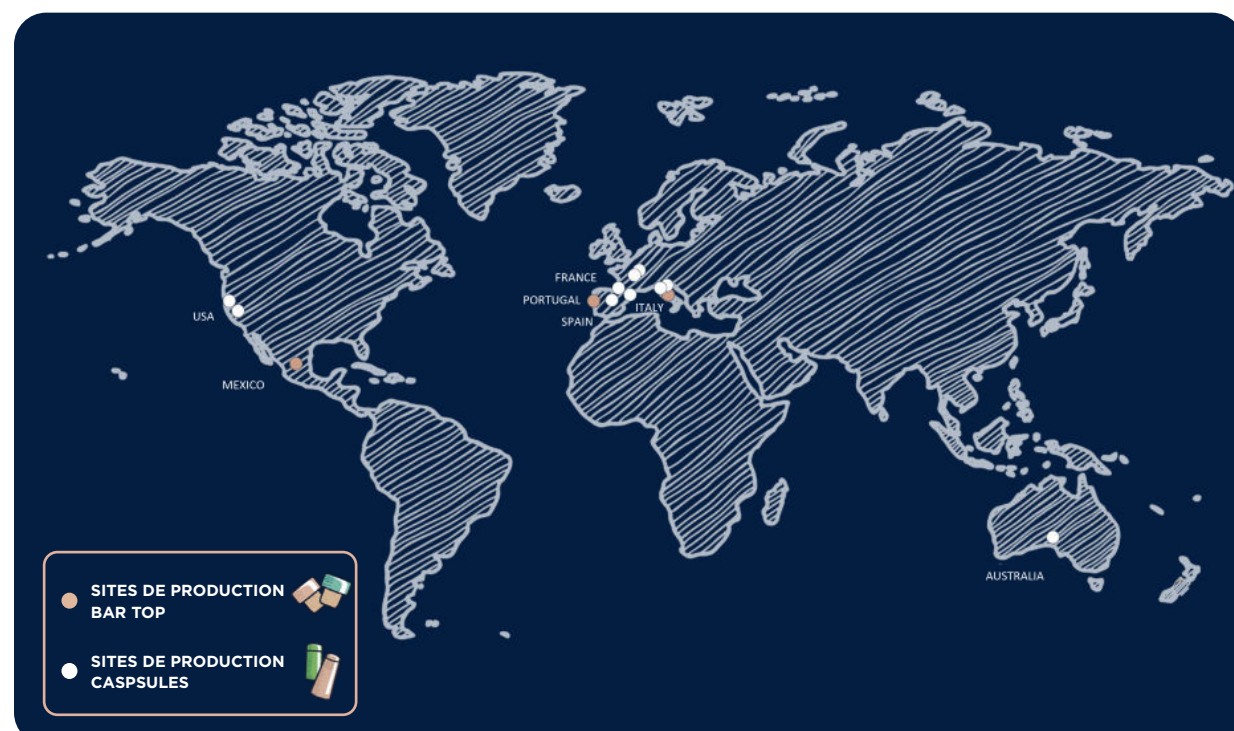 FRANCE
PORTUGAL
ITALY
SPAIN
USA
MEXICO
AUSTRALIA
SITES DE PRODUCTION
BAR TOP
SITES DE PRODUCTION
CASPSULES